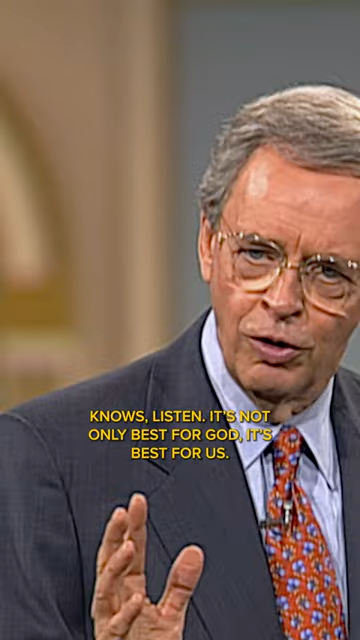 KNOWS, LISTEN. IT'S NOT
ONLY BEST FOR GOD, IT'S
BEST FOR US.